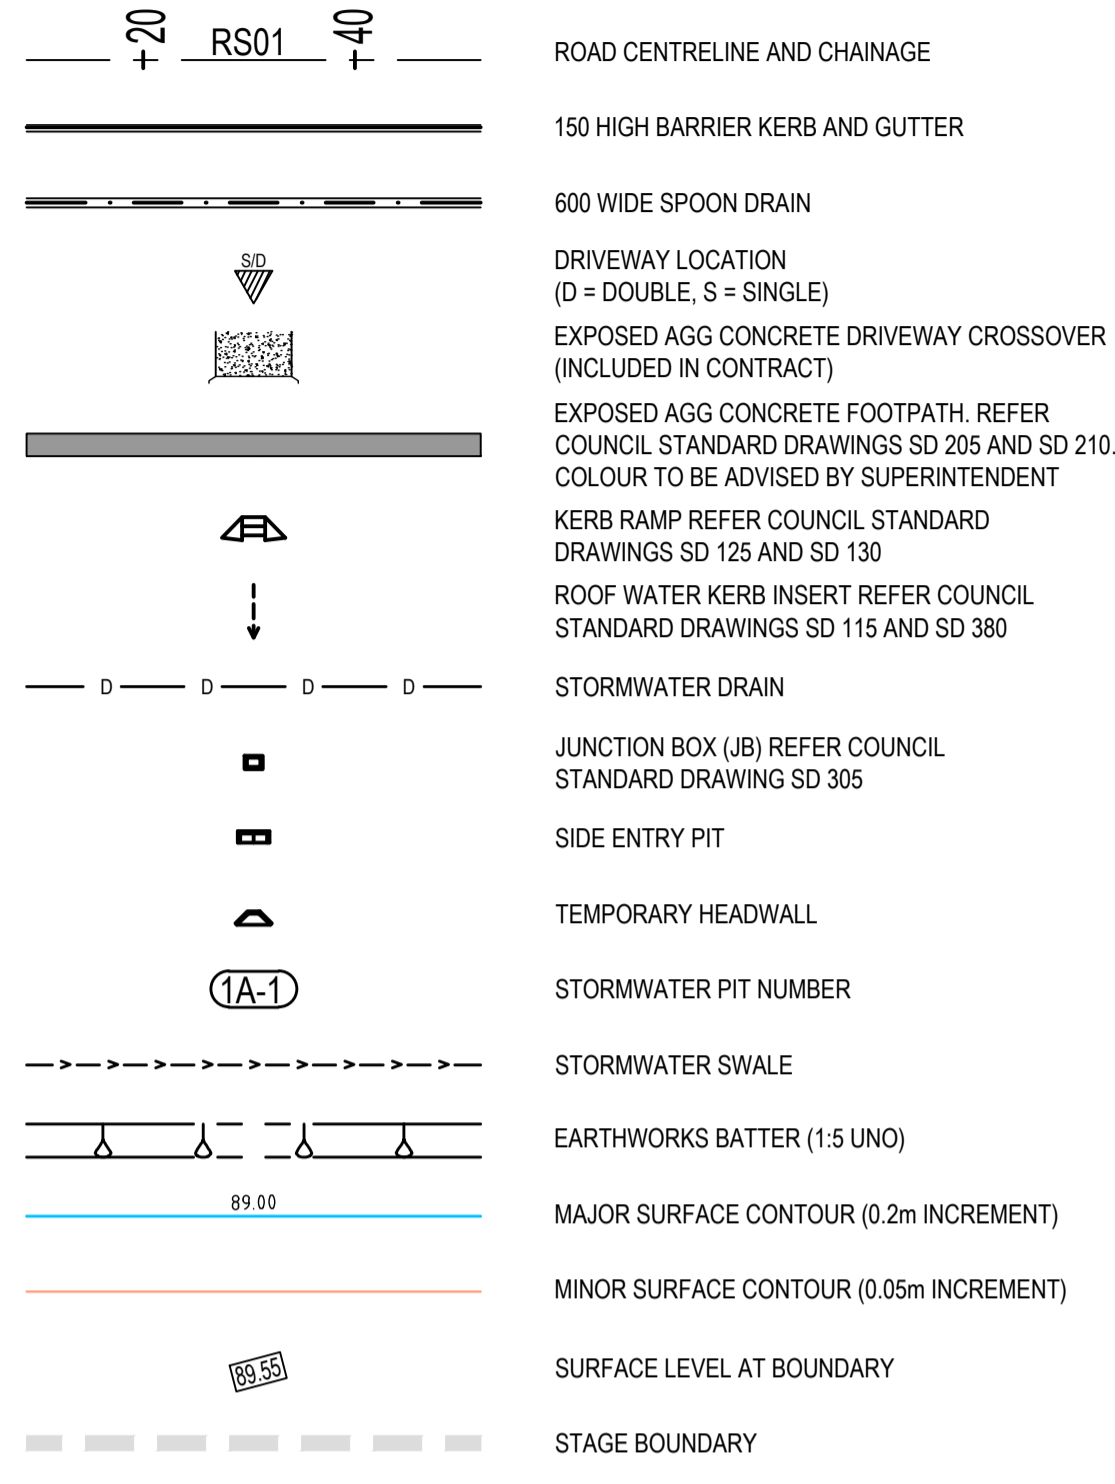 +20 RS01 +40
ROAD CENTRELINE AND CHAINAGE
150 HIGH BARRIER KERB AND GUTTER
600 WIDE SPOON DRAIN
S/D
DRIVEWAY LOCATION
(D = DOUBLE, S = SINGLE)
EXPOSED AGG CONCRETE DRIVEWAY CROSSOVER
(INCLUDED IN CONTRACT)
EXPOSED AGG CONCRETE FOOTPATH. REFER
COUNCIL STANDARD DRAWINGS SD 205 AND SD 210.
COLOUR TO BE ADVISED BY SUPERINTENDENT
KERB RAMP REFER COUNCIL STANDARD
DRAWINGS SD 125 AND SD 130
ROOF WATER KERB INSERT REFER COUNCIL
STANDARD DRAWINGS SD 115 AND SD 380
D D D D
STORMWATER DRAIN
JUNCTION BOX (JB) REFER COUNCIL
STANDARD DRAWING SD 305
SIDE ENTRY PIT
TEMPORARY HEADWALL
1A-1
STORMWATER PIT NUMBER
STORMWATER SWALE
EARTHWORKS BATTER (1:5 UNO)
89.00
MAJOR SURFACE CONTOUR (0.2m INCREMENT)
MINOR SURFACE CONTOUR (0.05m INCREMENT)
89.55
SURFACE LEVEL AT BOUNDARY
STAGE BOUNDARY